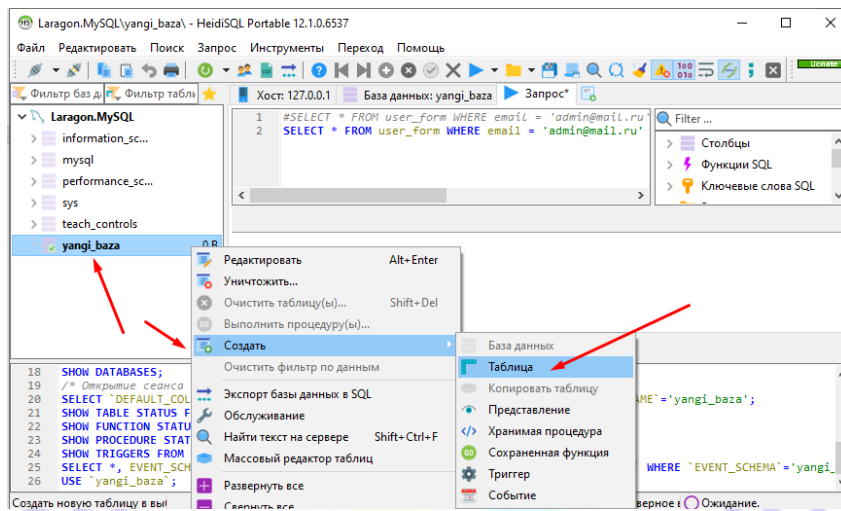 Laragon.MySQL\yangi_baza\ - HeidiSQL Portable 12.1.0.6537
Файл Редактировать Поиск Запрос Инструменты Переход Помощь
Donate
Фильтр баз д Фильтр табли
Хост: 127.0.0.1 База данных: yangi_baza Запрос*
Laragon.MySQL
information_sc...
mysql
performance_sc...
sys
teach_controls
yangi_baza 0 B
1 #SELECT * FROM user_form WHERE email = 'admin@mail.ru'
2 SELECT * FROM user_form WHERE email = 'admin@mail.ru'
Filter ...
Столбцы
Функции SQL
Ключевые слова SQL
Редактировать Alt+Enter
Уничтожить...
Очистить таблицу(ы)... Shift+Del
Выполнить процедуру(ы)...
Создать
Очистить фильтр по данным
Экспорт базы данных в SQL
Обслуживание
Найти текст на сервере Shift+Ctrl+F
Массовый редактор таблиц
Развернуть все
Свернуть все
База данных
Таблица
Копировать таблицу
Представление
Хранимая процедура
Сохраненная функция
Триггер
Событие
18 SHOW DATABASES;
19 /* Открытие сеанса
20 SELECT `DEFAULT_COL AME`='yangi_baza';
21 SHOW TABLE STATUS F
22 SHOW FUNCTION STATU
23 SHOW PROCEDURE STAT
24 SHOW TRIGGERS FROM
25 SELECT *, EVENT_SCH WHERE `EVENT_SCHEMA`='yangi_
26 USE `yangi_baza`;
Создать новую таблицу в вы Ожидание.